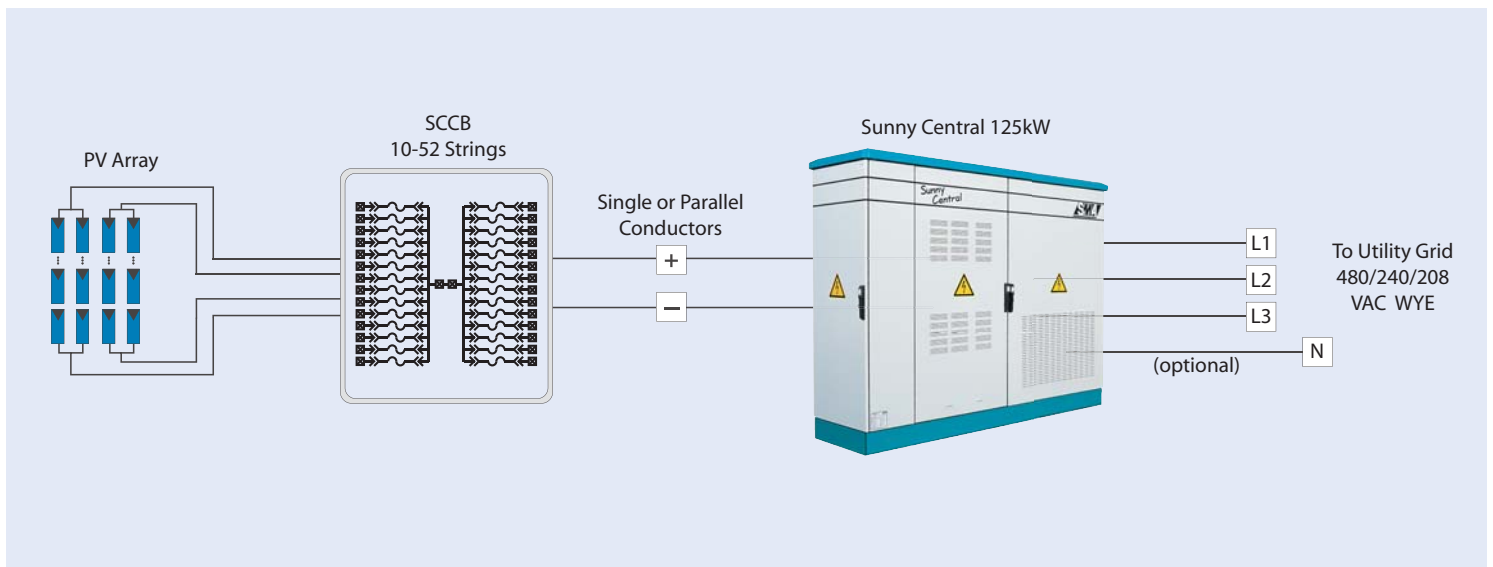 PV Array
SCCB
10-52 Strings
Single or Parallel
Conductors
+
−
Sunny Central 125kW
Sunny
Central
SMA
L1
L2
L3
N
(optional)
To Utility Grid
480/240/208
VAC WYE